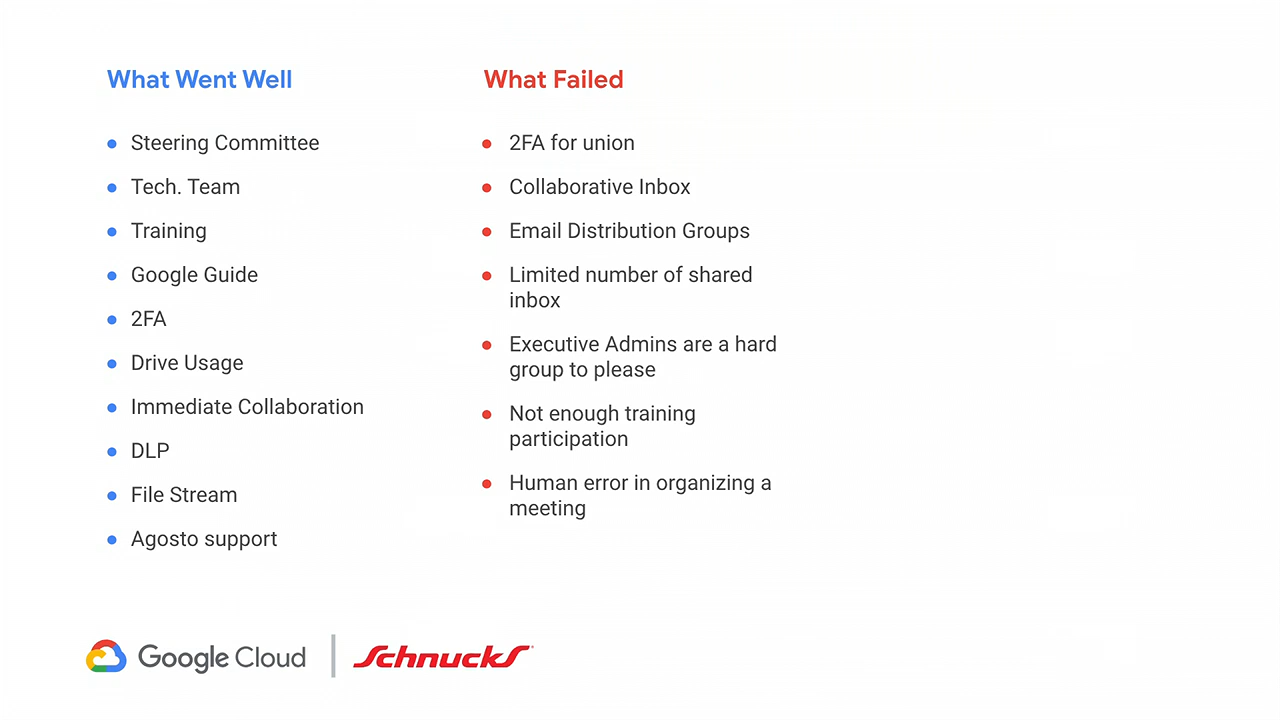 What Went Well
Steering Committee
Tech. Team
Training
Google Guide
2FA
Drive Usage
Immediate Collaboration
DLP
File Stream
Agosto support
What Failed
2FA for union
Collaborative Inbox
Email Distribution Groups
Limited number of shared
inbox
Executive Admins are a hard
group to please
Not enough training
participation
Human error in organizing a
meeting
Google Cloud
Schnucks